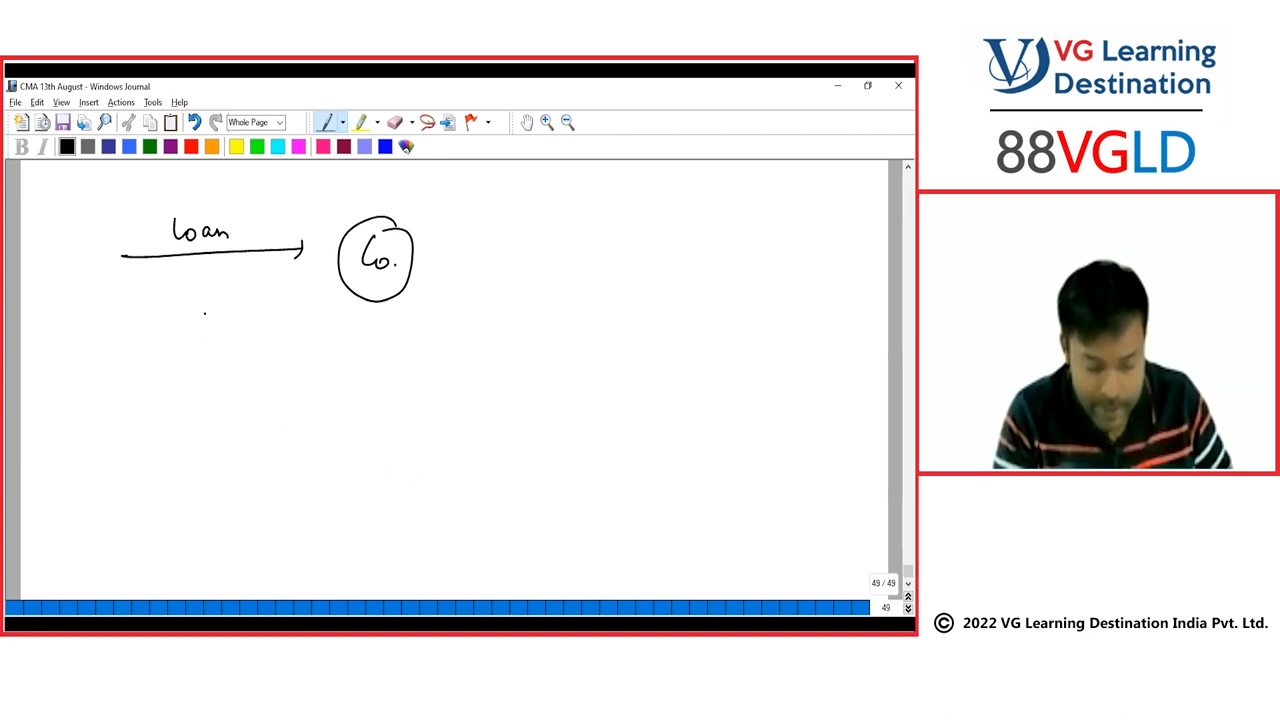 VG Learning
Destination
88VGLD
CMA 13th August - Windows Journal
File Edit View Insert Actions Tools Help
Whole Page
B I
Loan
Co.
49 / 49
49
© 2022 VG Learning Destination India Pvt. Ltd.